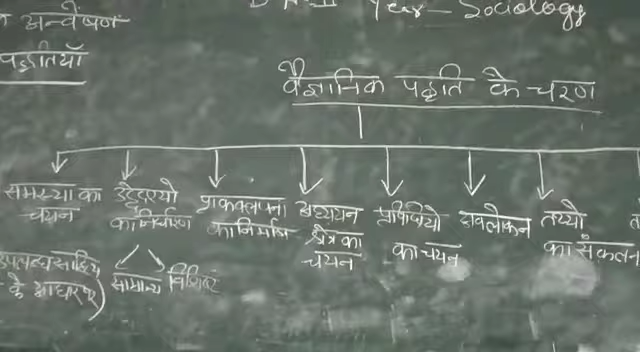 अन्वेषण
Year - Sociology
पद्धतियाँ
वैज्ञानिक पद्धति के चरण
समस्या का चयन
उद्देश्यो का निर्धारण
प्राकल्पना का निर्माण
अध्ययन क्षेत्र का चयन
प्रविधियो का चयन
अवलोकन
तथ्यो का संकलन
उपलब्ध साहित्य के आधार पर)
सामान्य विशिष्ट